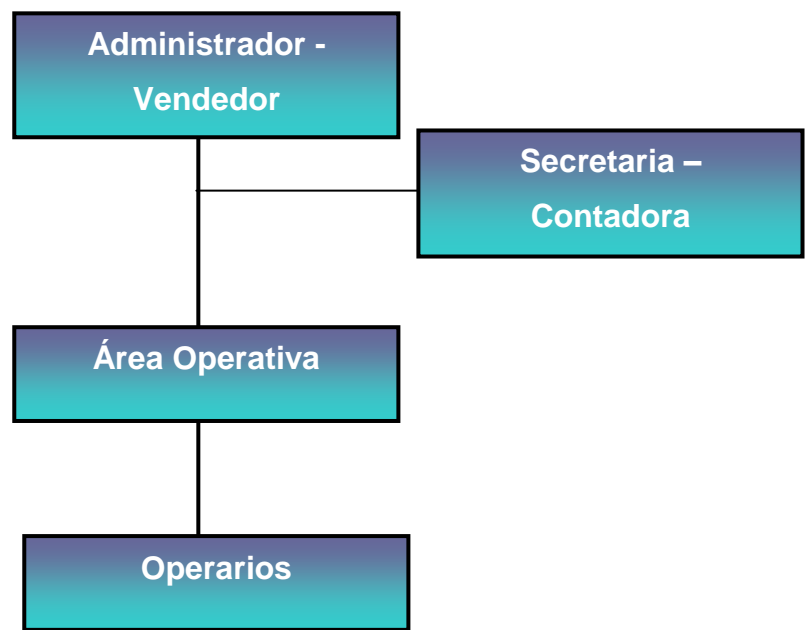 Administrador -
Vendedor
Secretaria –
Contadora
Área Operativa
Operarios